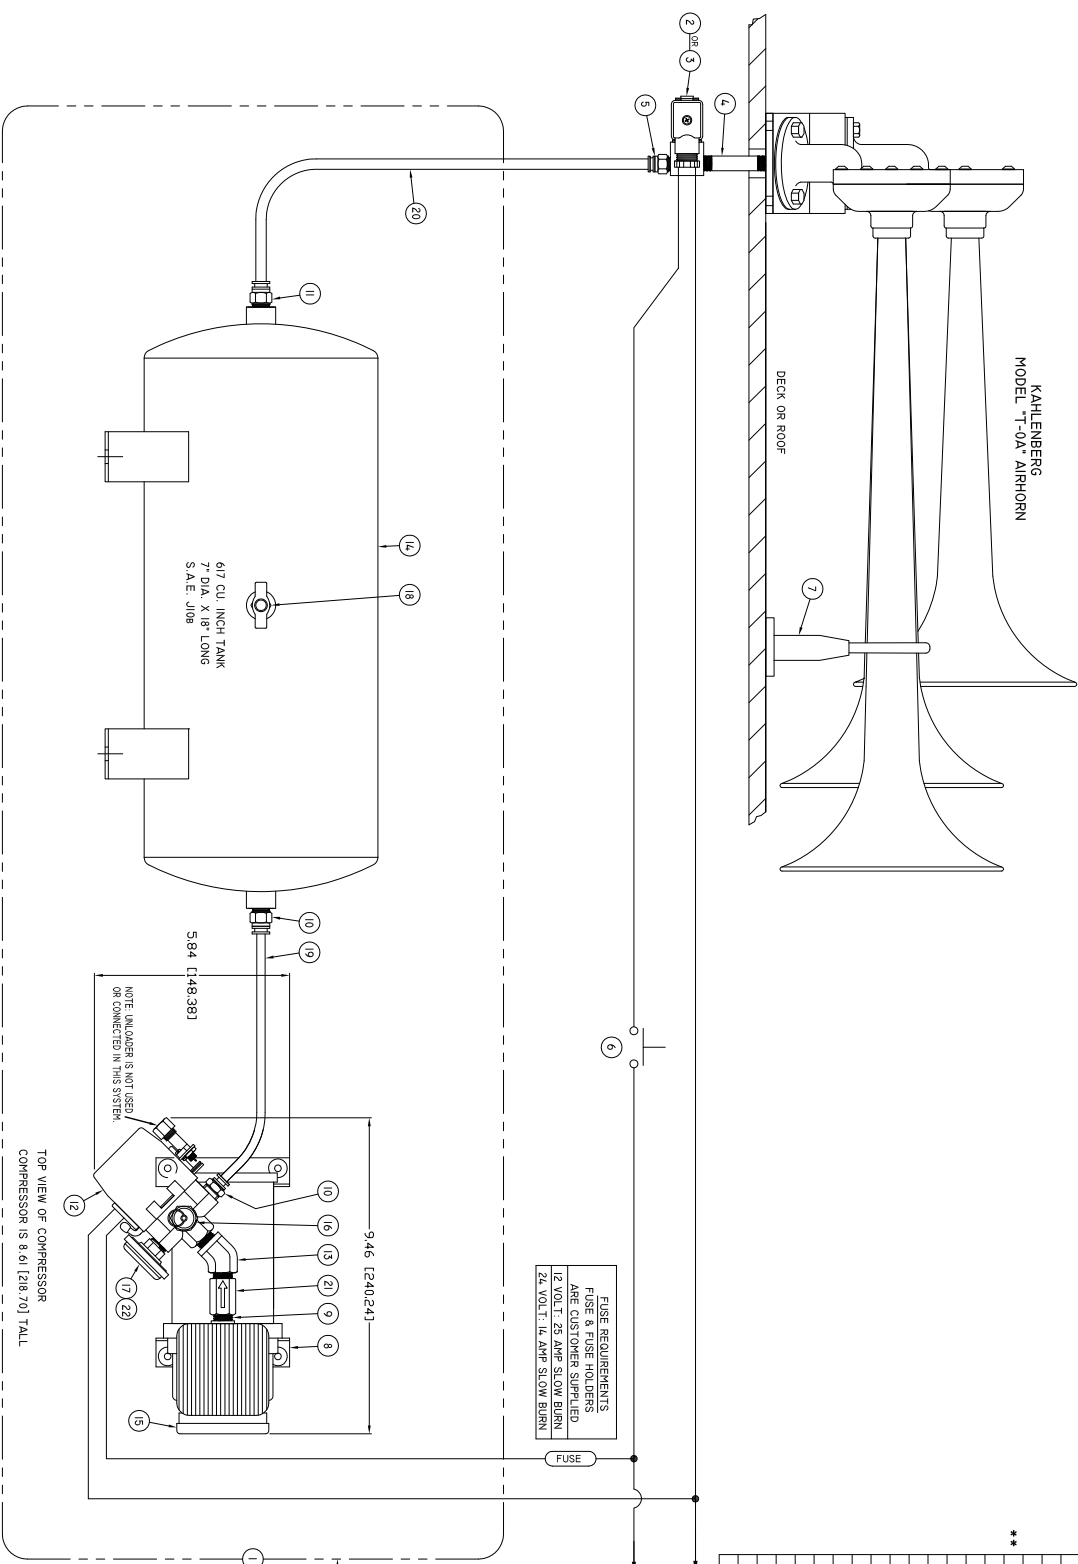 KAHLENBERG
MODEL "T-0A" AIRHORN
DECK OR ROOF
2
OR
3
4
5
20
11
7
14
18
617 CU. INCH TANK
7" DIA. X 18" LONG
S.A.E. J10B
10
19
6
5.84 [148.38]
NOTE: UNLOADER IS NOT USED
OR CONNECTED IN THIS SYSTEM.
9.46 [240.24]
10
16
13
21
9
8
12
17
22
15
TOP VIEW OF COMPRESSOR
COMPRESSOR IS 8.61 [218.70] TALL
FUSE REQUIREMENTS
FUSE & FUSE HOLDERS
ARE CUSTOMER SUPPLIED
12 VOLT: 25 AMP SLOW BURN
24 VOLT: 14 AMP SLOW BURN
FUSE
1
**